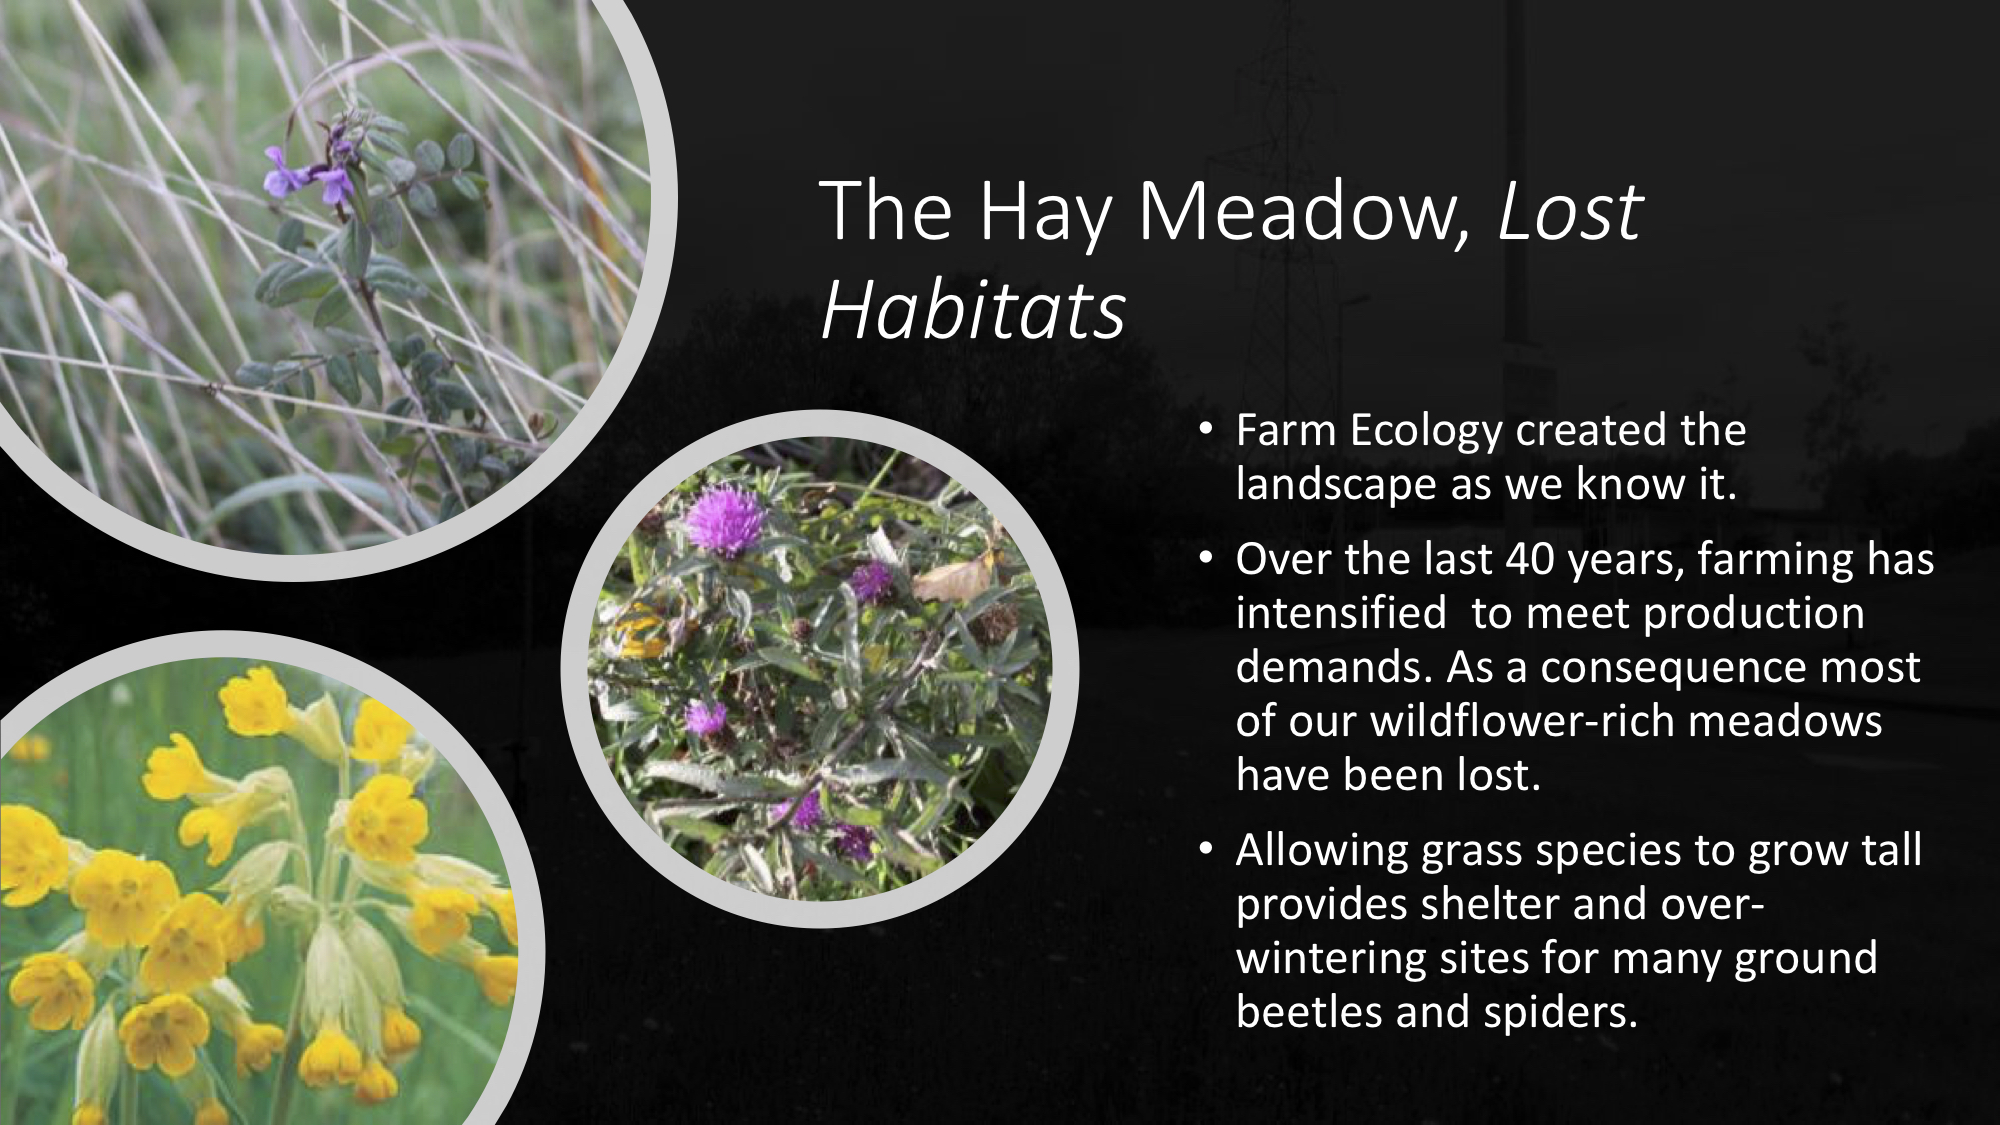 The Hay Meadow, Lost
Habitats
• Farm Ecology created the
landscape as we know it.
• Over the last 40 years, farming has
intensified  to meet production
demands. As a consequence most
of our wildflower-rich meadows
have been lost.
• Allowing grass species to grow tall
provides shelter and over-
wintering sites for many ground
beetles and spiders.